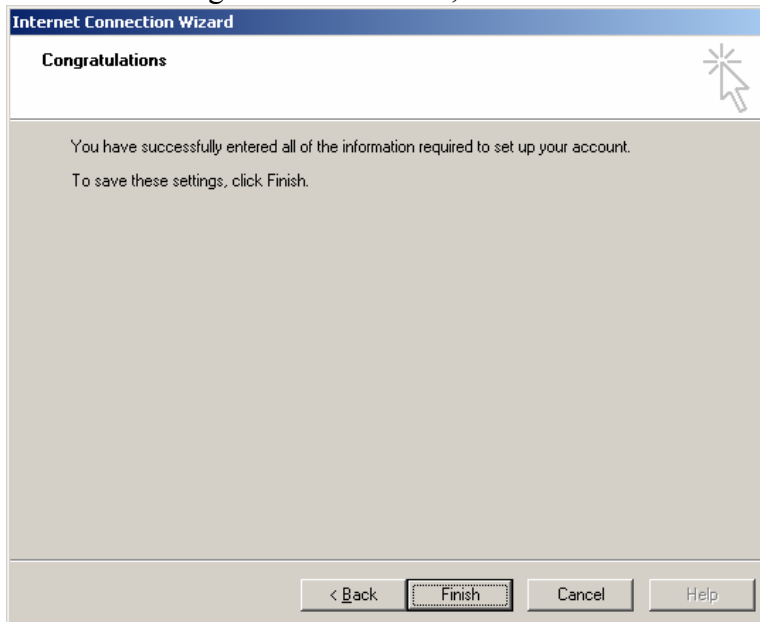 Internet Connection Wizard
Congratulations
You have successfully entered all of the information required to set up your account.
To save these settings, click Finish.
< Back Finish Cancel Help